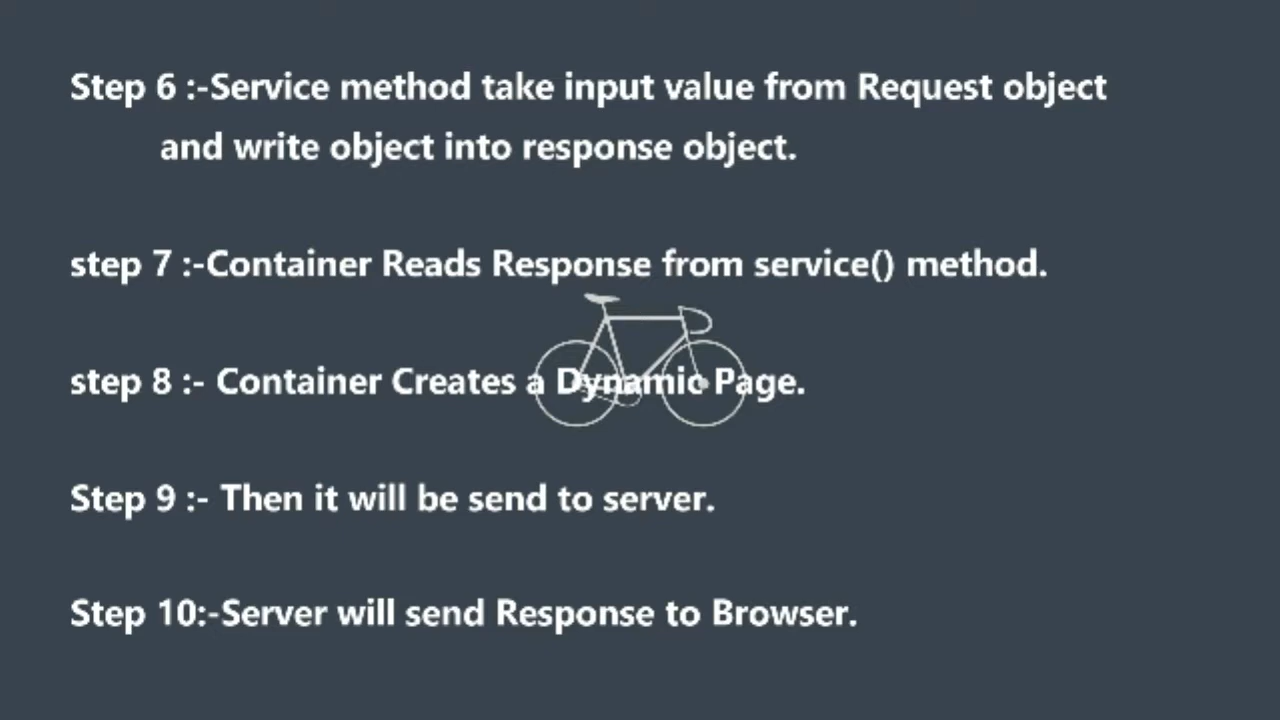 Step 6 :-Service method take input value from Request object
and write object into response object.
step 7 :-Container Reads Response from service() method.
step 8 :- Container Creates a Dynamic Page.
Step 9 :- Then it will be send to server.
Step 10:-Server will send Response to Browser.